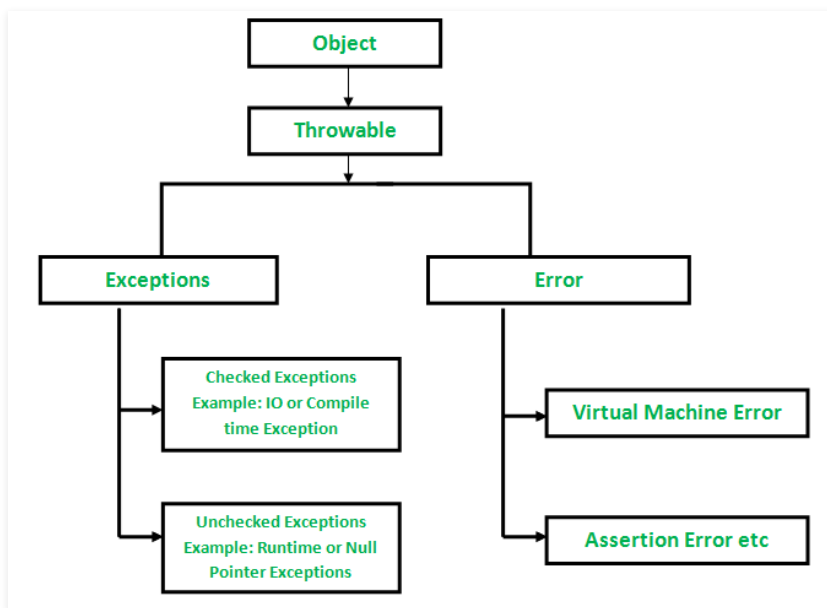 Object
Throwable
Exceptions
Error
Checked Exceptions
Example: IO or Compile
time Exception
Virtual Machine Error
Unchecked Exceptions
Example: Runtime or Null
Pointer Exceptions
Assertion Error etc